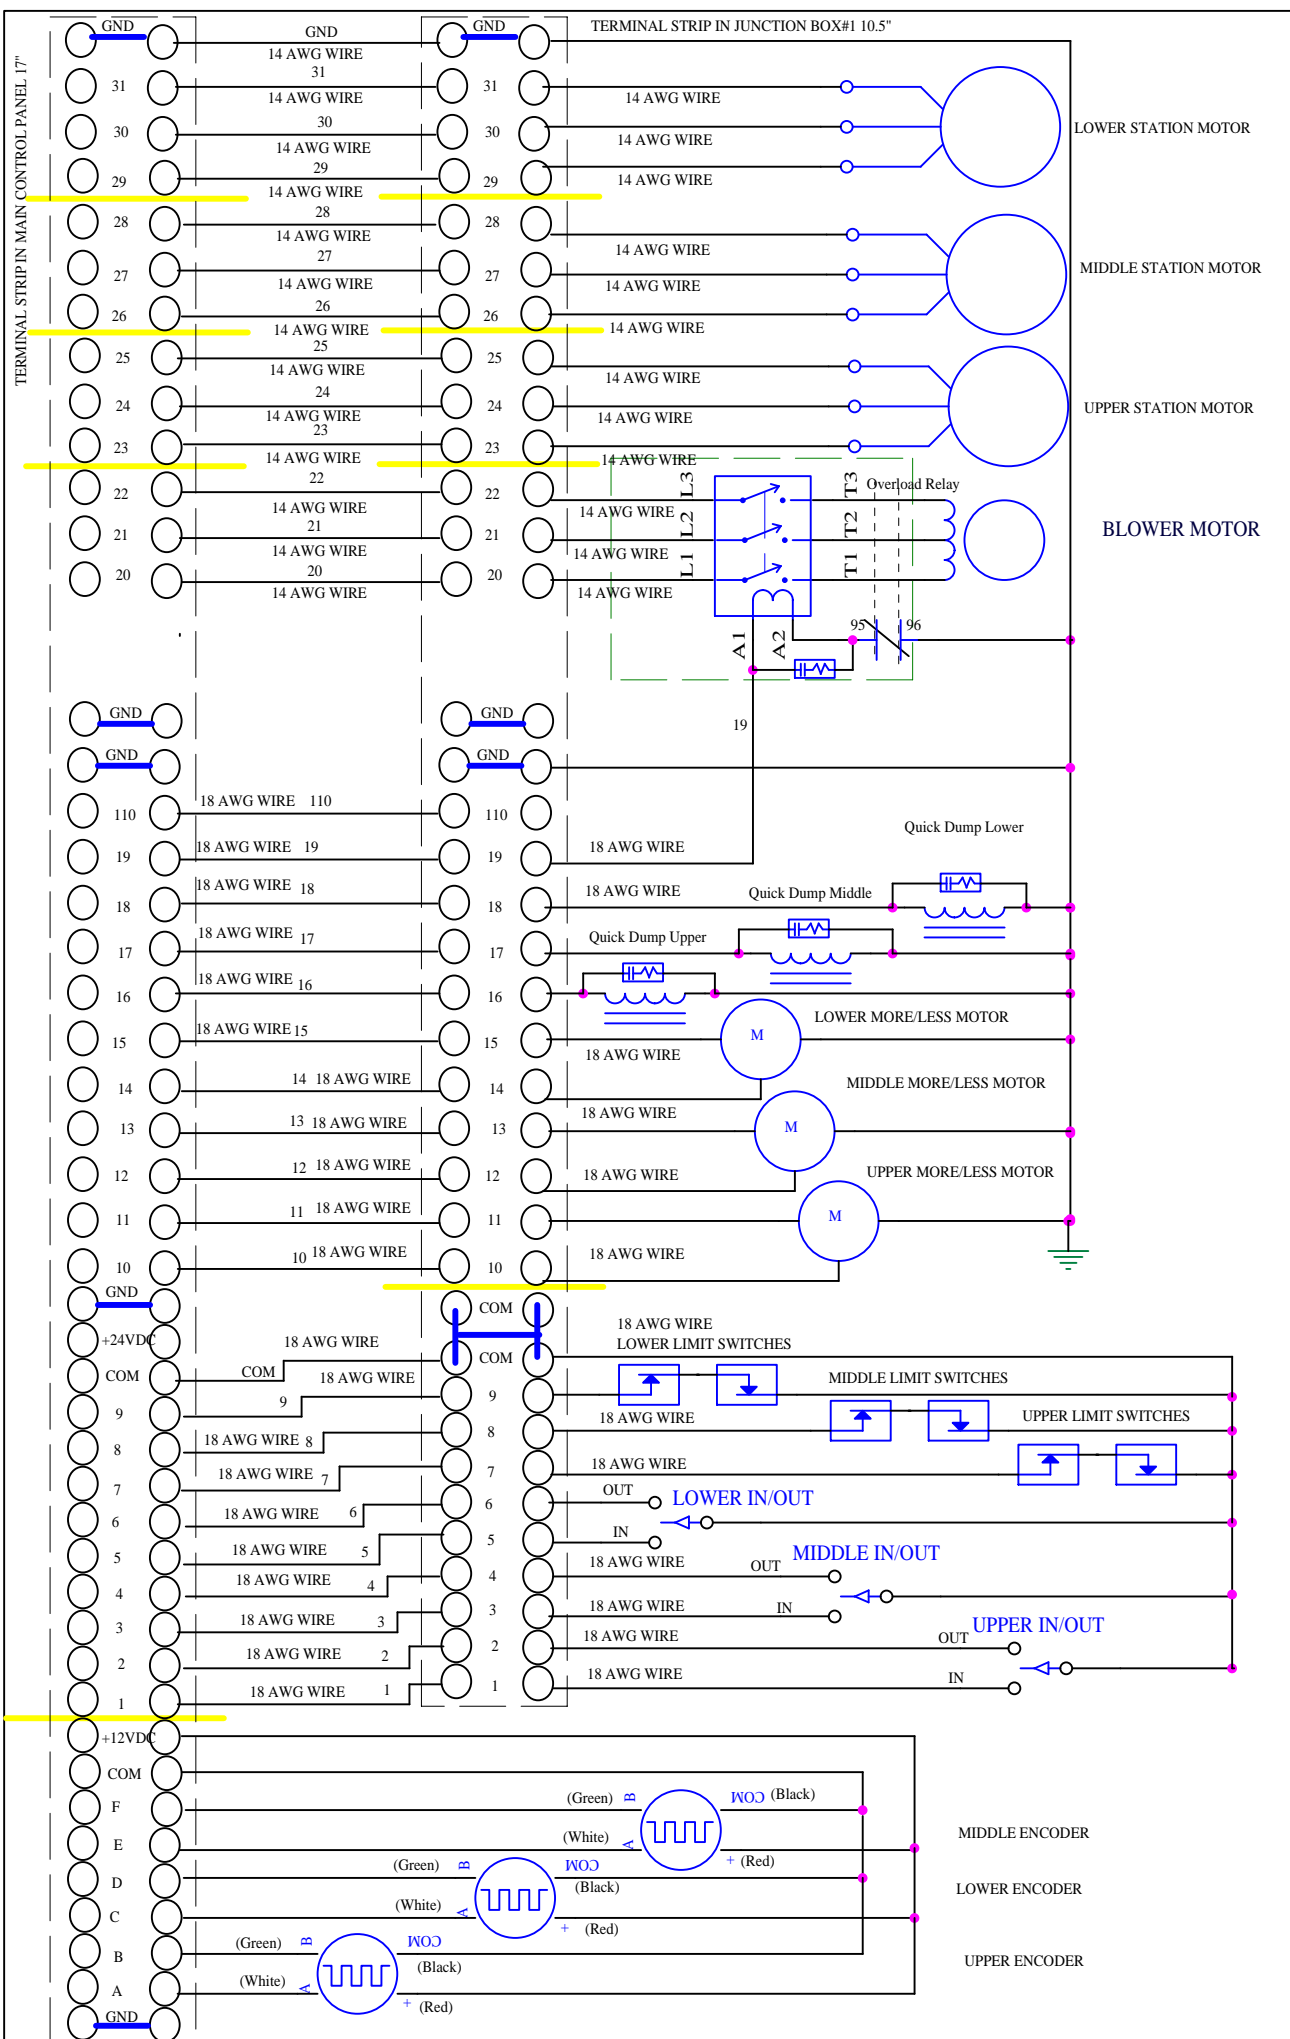 TERMINAL STRIP IN MAIN CONTROL PANEL 17"
TERMINAL STRIP IN JUNCTION BOX#1 10.5"
GND GND GND
14 AWG WIRE
31 31 31
14 AWG WIRE 14 AWG WIRE
30 30 30
14 AWG WIRE 14 AWG WIRE
LOWER STATION MOTOR
29 29 29
14 AWG WIRE 14 AWG WIRE
28 28 28
14 AWG WIRE 14 AWG WIRE
27 27 27
14 AWG WIRE 14 AWG WIRE
MIDDLE STATION MOTOR
26 26 26
14 AWG WIRE 14 AWG WIRE
25 25 25
14 AWG WIRE 14 AWG WIRE
24 24 24
14 AWG WIRE 14 AWG WIRE
UPPER STATION MOTOR
23 23 23
14 AWG WIRE 14 AWG WIRE
22 22 22
14 AWG WIRE 14 AWG WIRE
L3 T3 Overload Relay
21 21 21
14 AWG WIRE 14 AWG WIRE
L2 T2
BLOWER MOTOR
20 20 20
14 AWG WIRE 14 AWG WIRE
L1 T1
A1 A2 95 96
19
GND GND
GND GND
110 18 AWG WIRE 110 110
Quick Dump Lower
19 18 AWG WIRE 19 19 18 AWG WIRE
18 18 AWG WIRE 18 18 18 AWG WIRE Quick Dump Middle
17 18 AWG WIRE 17 17 Quick Dump Upper
16 18 AWG WIRE 16 16
LOWER MORE/LESS MOTOR
15 18 AWG WIRE 15 15 18 AWG WIRE M
14 14 18 AWG WIRE 14
MIDDLE MORE/LESS MOTOR
13 13 18 AWG WIRE 13 18 AWG WIRE M
12 12 18 AWG WIRE 12 18 AWG WIRE
UPPER MORE/LESS MOTOR
11 11 18 AWG WIRE 11 M
10 10 18 AWG WIRE 10 18 AWG WIRE
GND COM
+24VDC 18 AWG WIRE 18 AWG WIRE
LOWER LIMIT SWITCHES
COM COM COM
18 AWG WIRE
MIDDLE LIMIT SWITCHES
9 9 9
18 AWG WIRE UPPER LIMIT SWITCHES
8 18 AWG WIRE 8 8
7 18 AWG WIRE 7 7 18 AWG WIRE
6 18 AWG WIRE 6 6 OUT LOWER IN/OUT
5 18 AWG WIRE 5 5 IN
MIDDLE IN/OUT
4 18 AWG WIRE 4 4 18 AWG WIRE OUT
3 18 AWG WIRE 3 3 18 AWG WIRE IN
UPPER IN/OUT
2 18 AWG WIRE 2 2 18 AWG WIRE OUT
1 18 AWG WIRE 1 1 18 AWG WIRE IN
+12VDC
COM
F (Green) B COM (Black)
MIDDLE ENCODER
E (White) A + (Red)
D (Green) B COM (Black)
LOWER ENCODER
C (White) A + (Red)
B (Green) B COM (Black)
UPPER ENCODER
A (White) A + (Red)
GND